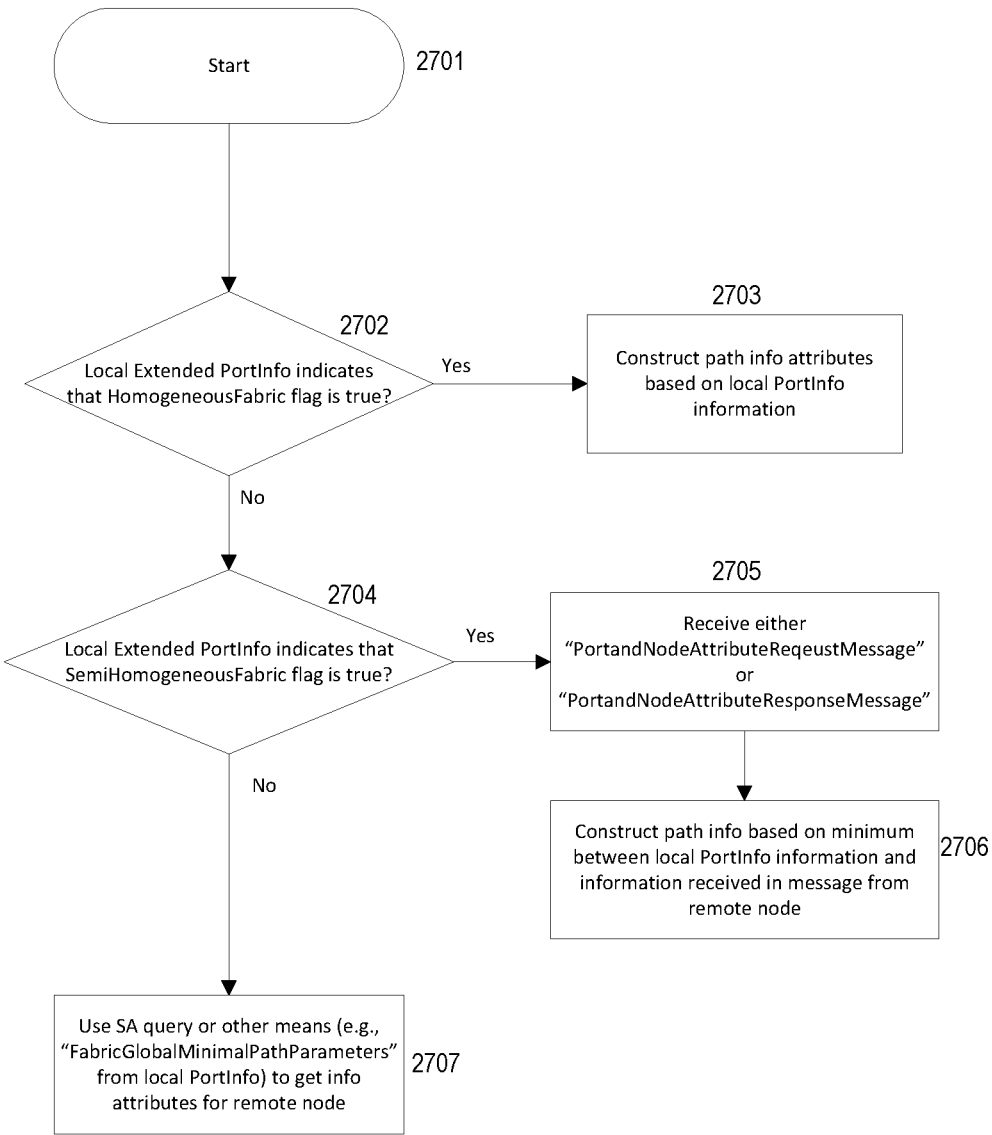 Start
2701
2702
Local Extended PortInfo indicates
that HomogeneousFabric flag is true?
Yes
2703
Construct path info attributes
based on local PortInfo
information
No
2704
Local Extended PortInfo indicates that
SemiHomogeneousFabric flag is true?
Yes
2705
Receive either
“PortandNodeAttributeReqeustMessage”
or
“PortandNodeAttributeResponseMessage”
No
Construct path info based on minimum
between local PortInfo information and
information received in message from
remote node
2706
Use SA query or other means (e.g.,
“FabricGlobalMinimalPathParameters”
from local PortInfo) to get info
attributes for remote node
2707